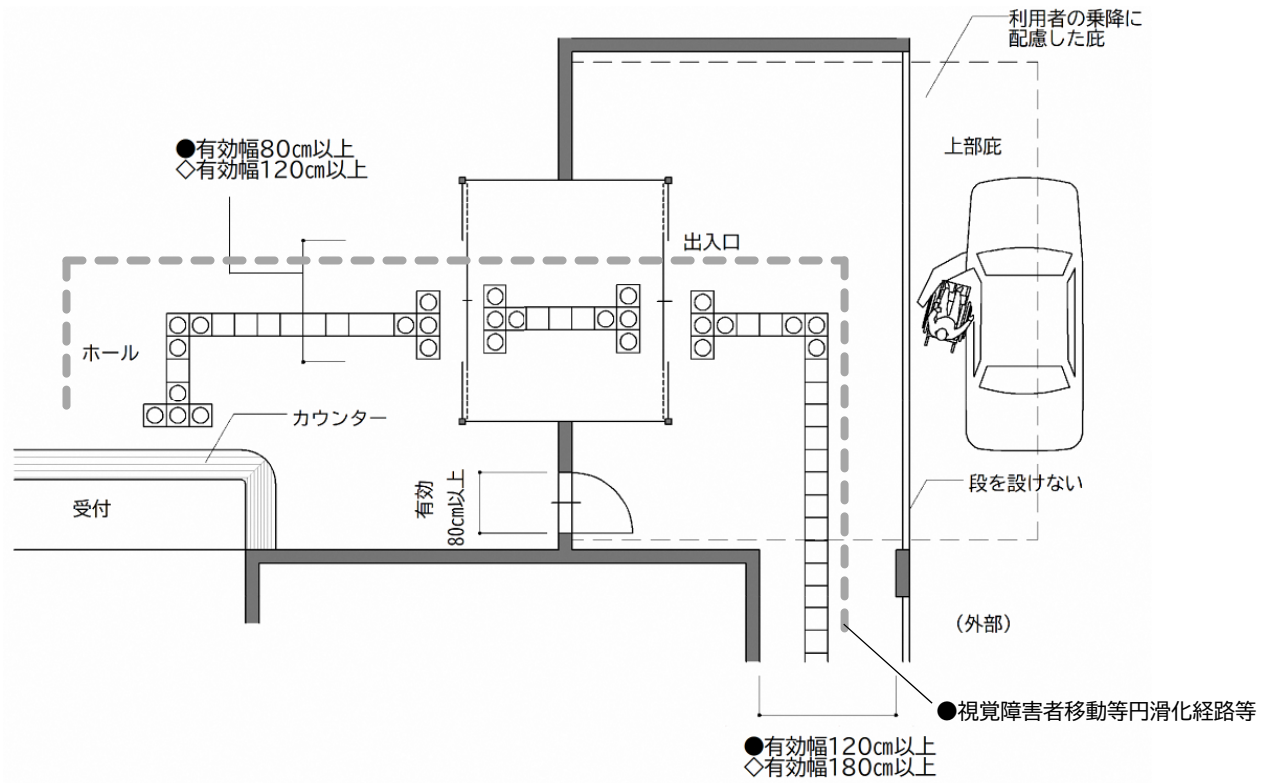 利用者の乗降に
配慮した庇
●有効幅80㎝以上
◇有効幅120㎝以上
上部庇
出入口
ホール
カウンター
有効
80㎝以上
段を設けない
受付
（外部）
●視覚障害者移動等円滑化経路等
●有効幅120㎝以上
◇有効幅180㎝以上